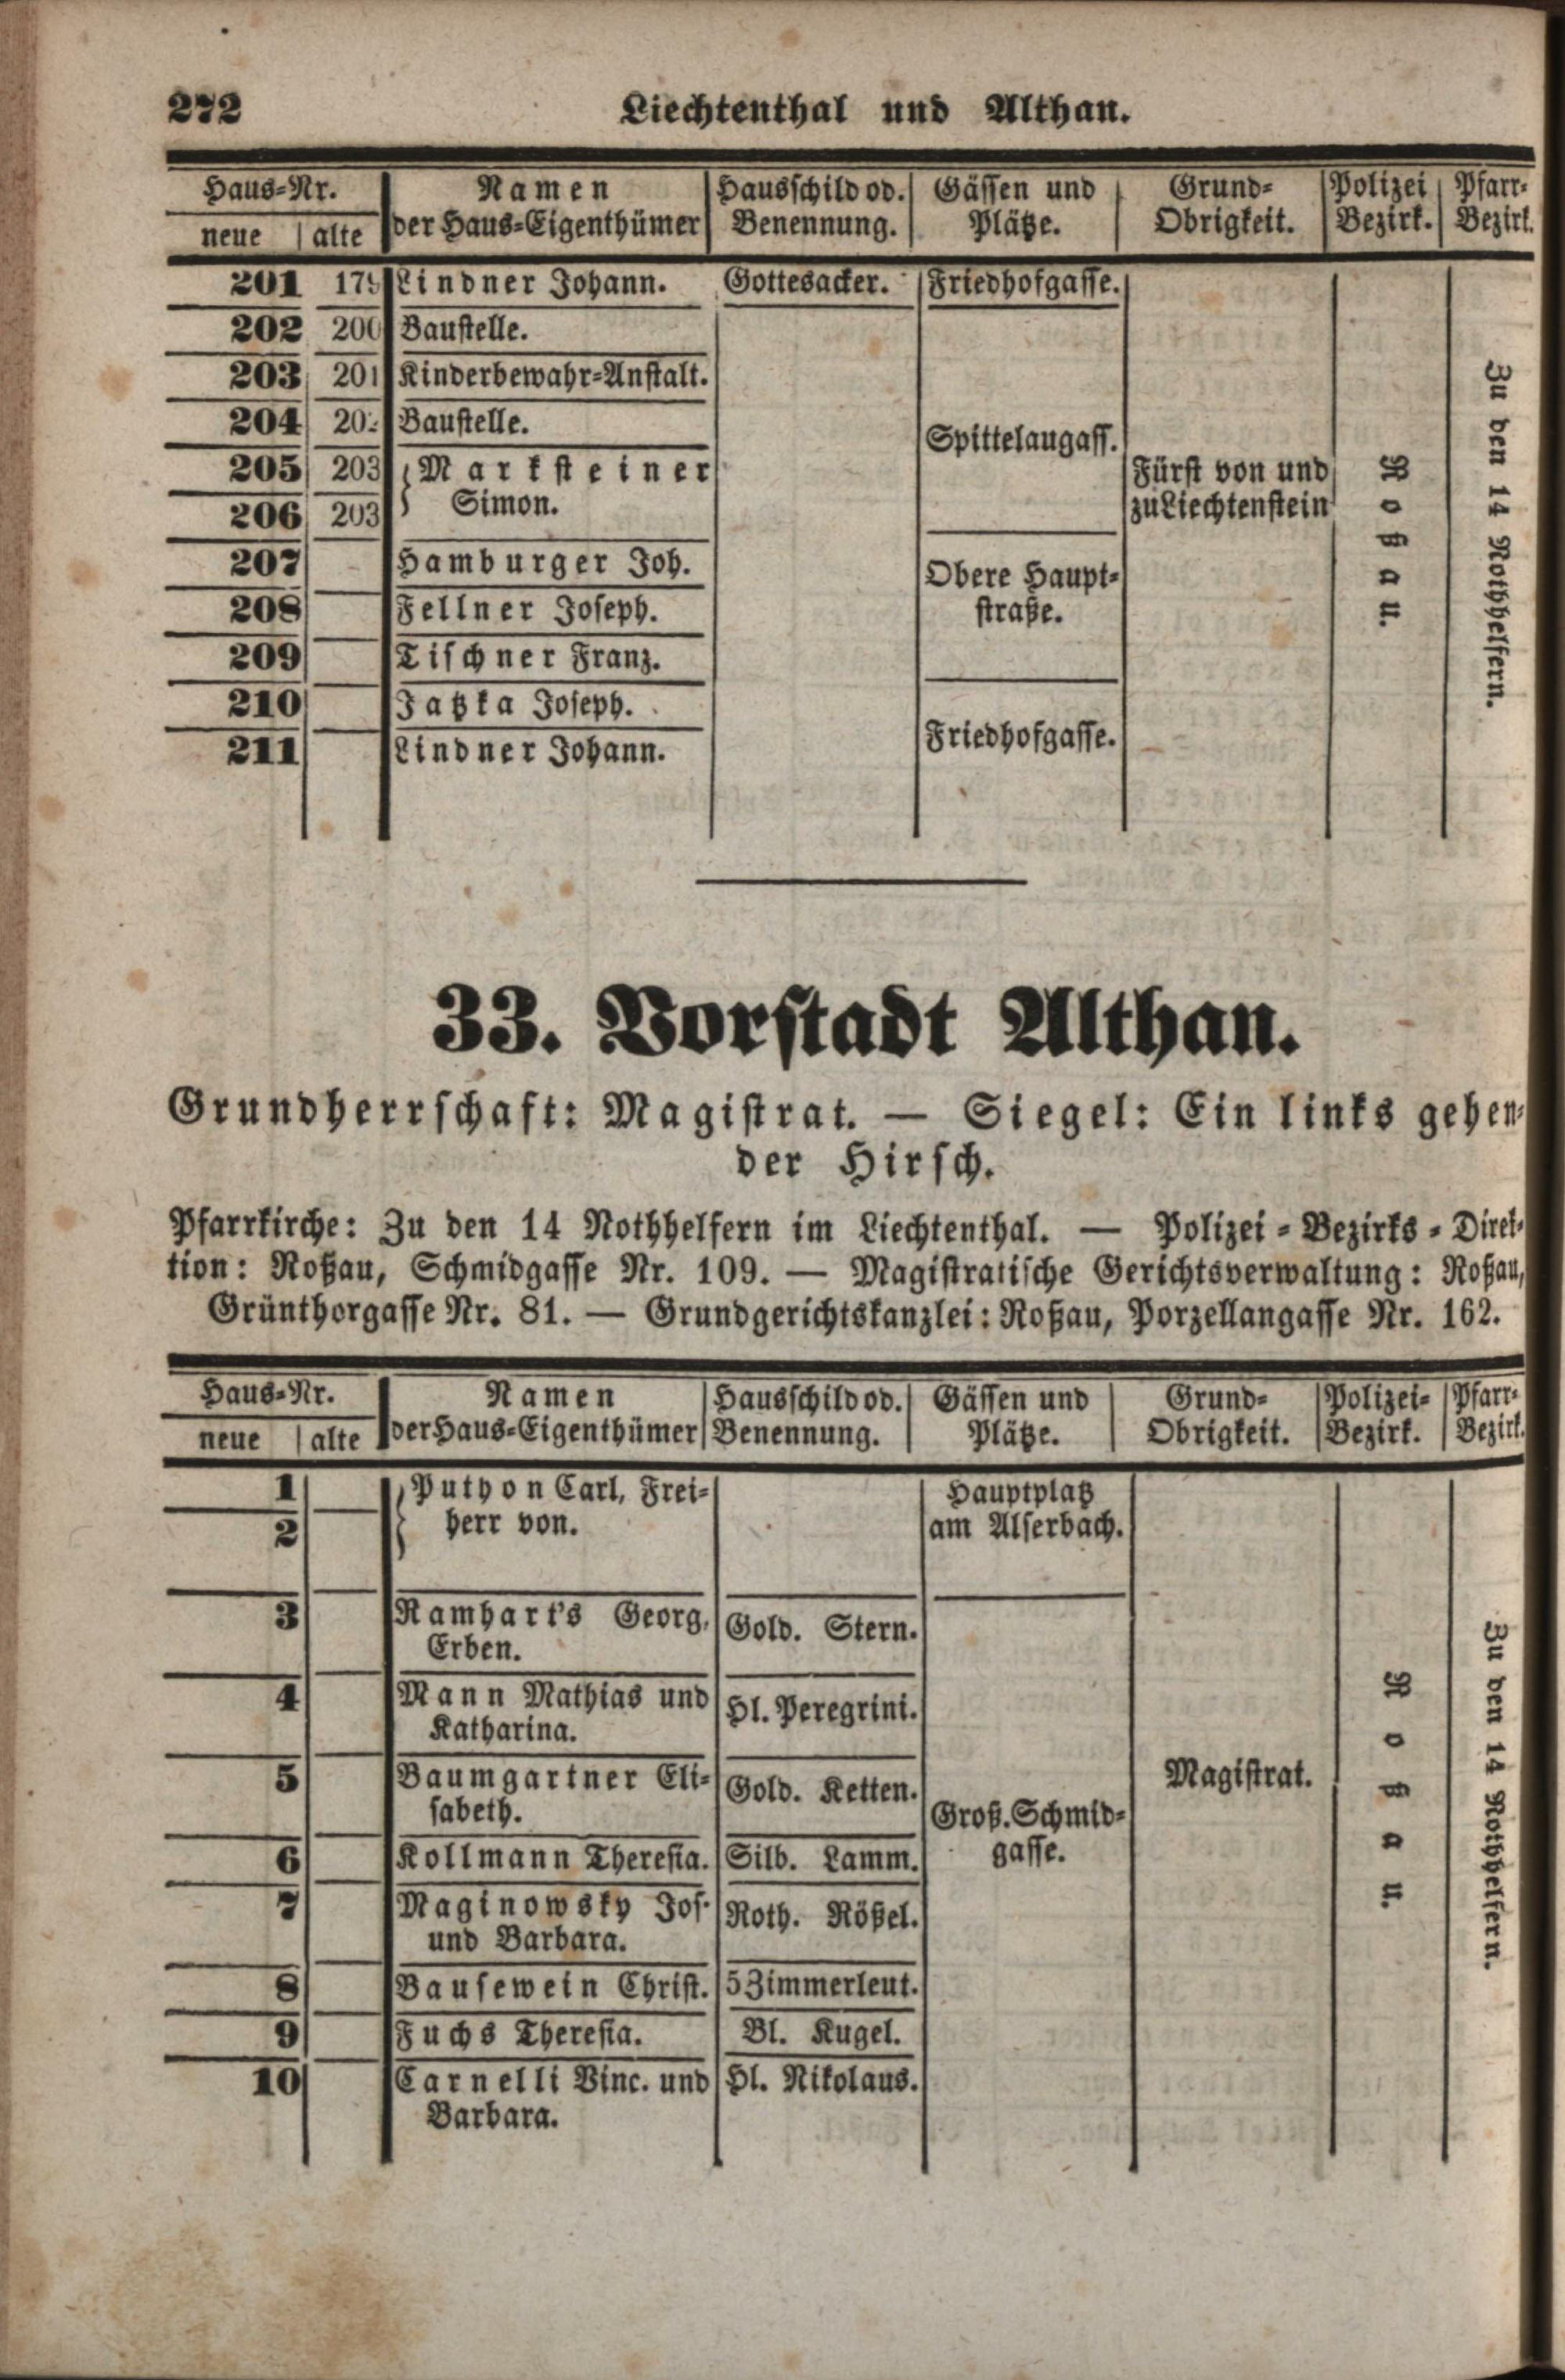 272 Liechtenthal und Althan.
Haus-Nr. Namen Hausschild od. Gässen und Grund- Polizei Pfarr-
neue alte der Haus-Eigenthümer Benennung. Plätze. Obrigkeit. Bezirk. Bezirk.
201 179 Lindner Johann. Gottesacker. Friedhofgasse.
202 200 Baustelle.
203 201 Kinderbewahr-Anstalt.
204 Baustelle.
Spittelaugass.
205 203 Marksteiner
206 203 Simon.
Fürst von und
zu Liechtenstein
Roßau.
Zu den 14 Nothhelfern.
207 Hamburger Joh.
Obere Haupt-
straße.
208 Fellner Joseph.
209 Tischner Franz.
210 Jatzka Joseph.
Friedhofgasse.
211 Lindner Johann.
33. Vorstadt Althan.
Grundherrschaft: Magistrat. — Siegel: Ein links gehen-
der Hirsch.
Pfarrkirche: Zu den 14 Nothhelfern im Liechtenthal. — Polizei-Bezirks-Direk-
tion: Roßau, Schmidgasse Nr. 109. — Magistratische Gerichtsverwaltung: Roßau,
Grünthorgasse Nr. 81. — Grundgerichtskanzlei: Roßau, Porzellangasse Nr. 162.
Haus-Nr. Namen Hausschild od. Gässen und Grund- Polizei- Pfarr-
neue alte der Haus-Eigenthümer Benennung. Plätze. Obrigkeit. Bezirk. Bezirk.
1 Puthon Carl, Frei- Hauptplatz
2 herr von. am Alserbach.
3 Ramhart's Georg, Gold. Stern.
Erben.
4 Mann Mathias und Hl. Peregrini.
Katharina.
5 Baumgartner Eli- Gold. Ketten.
sabeth.
Groß. Schmid-
gasse.
Magistrat.
Roßau.
Zu den 14 Nothhelfern.
6 Kollmann Theresia. Silb. Lamm.
7 Maginowsky Jos. Roth. Rößel.
und Barbara.
8 Bausewein Christ. 5 Zimmerleut.
9 Fuchs Theresia. Bl. Kugel.
10 Carnelli Vinc. und Hl. Nikolaus.
Barbara.